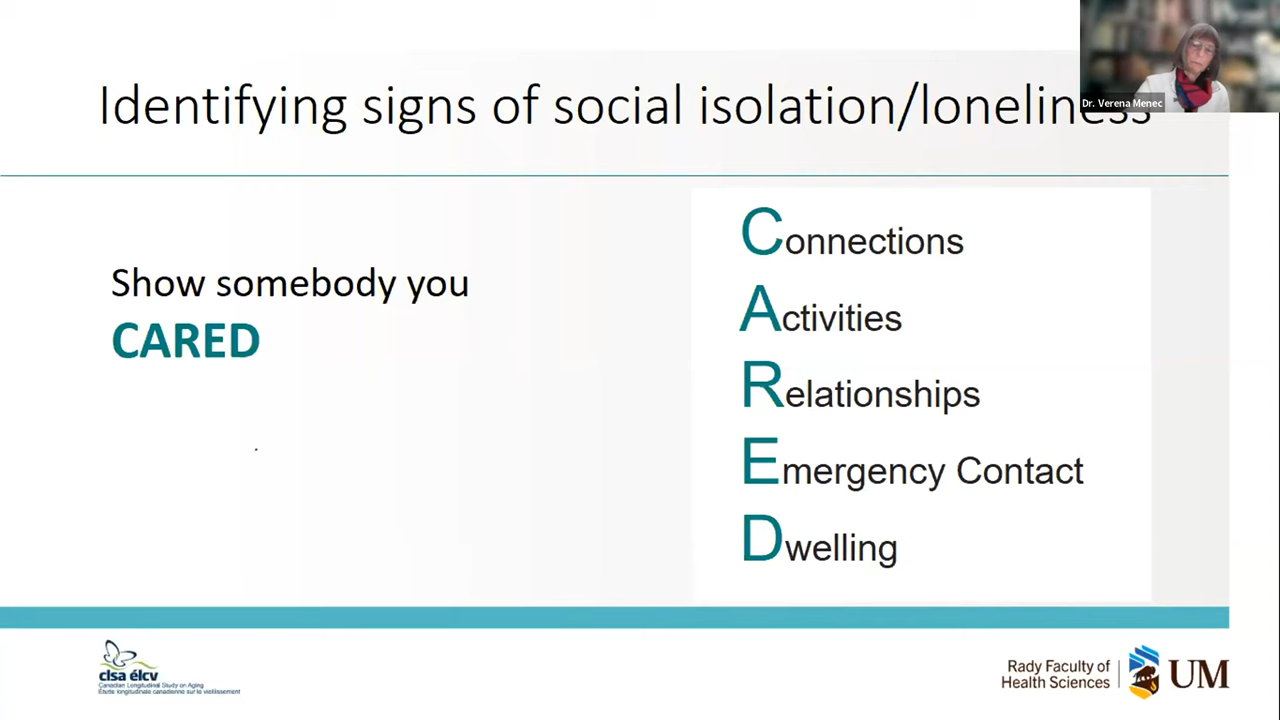 Identifying signs of social isolation/loneliness
Dr. Verena Menec
Show somebody you
CARED
Connections
Activities
Relationships
Emergency Contact
Dwelling
clsa élcv
Canadian Longitudinal Study on Aging
Étude longitudinale canadienne sur le vieillissement
Rady Faculty of
Health Sciences
UM